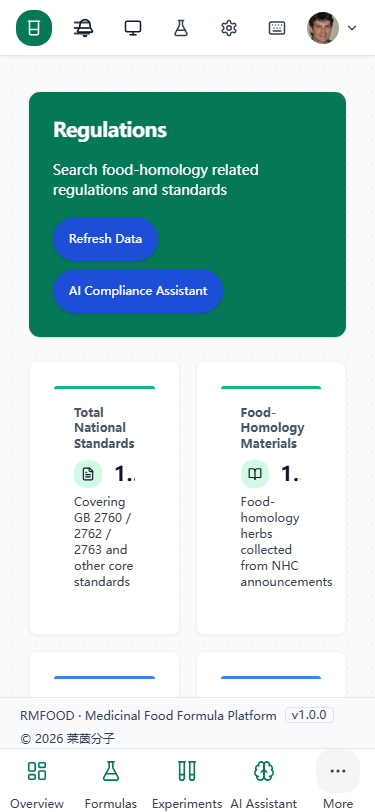 Regulations
Search food-homology related
regulations and standards
Refresh Data
AI Compliance Assistant
Total
National
Standards
1..
Covering
GB 2760 /
2762 /
2763 and
other core
standards
Food-
Homology
Materials
1..
Food-
homology
herbs
collected
from NHC
announcements
RMFOOD · Medicinal Food Formula Platform v1.0.0
© 2026 莱茵分子
Overview Formulas Experiments AI Assistant More